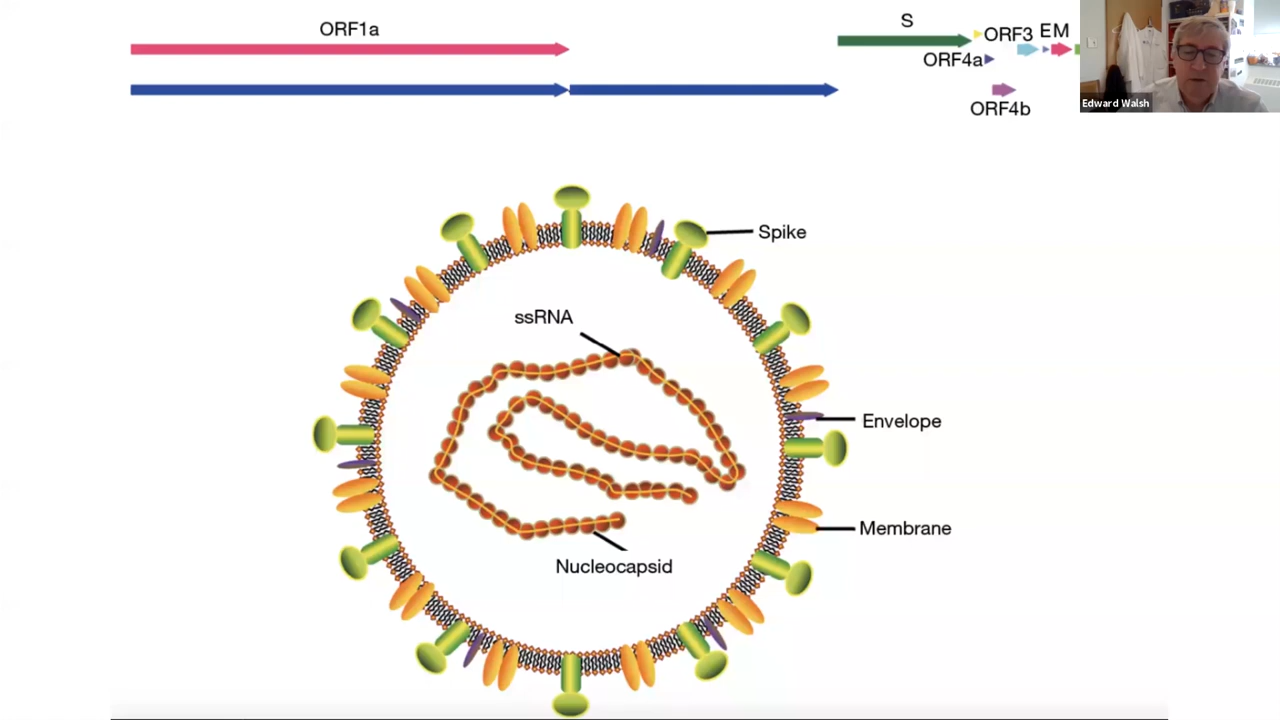 ORF1a
S
ORF3
EM
ORF4a
ORF4b
Edward Walsh
Spike
ssRNA
Envelope
Membrane
Nucleocapsid